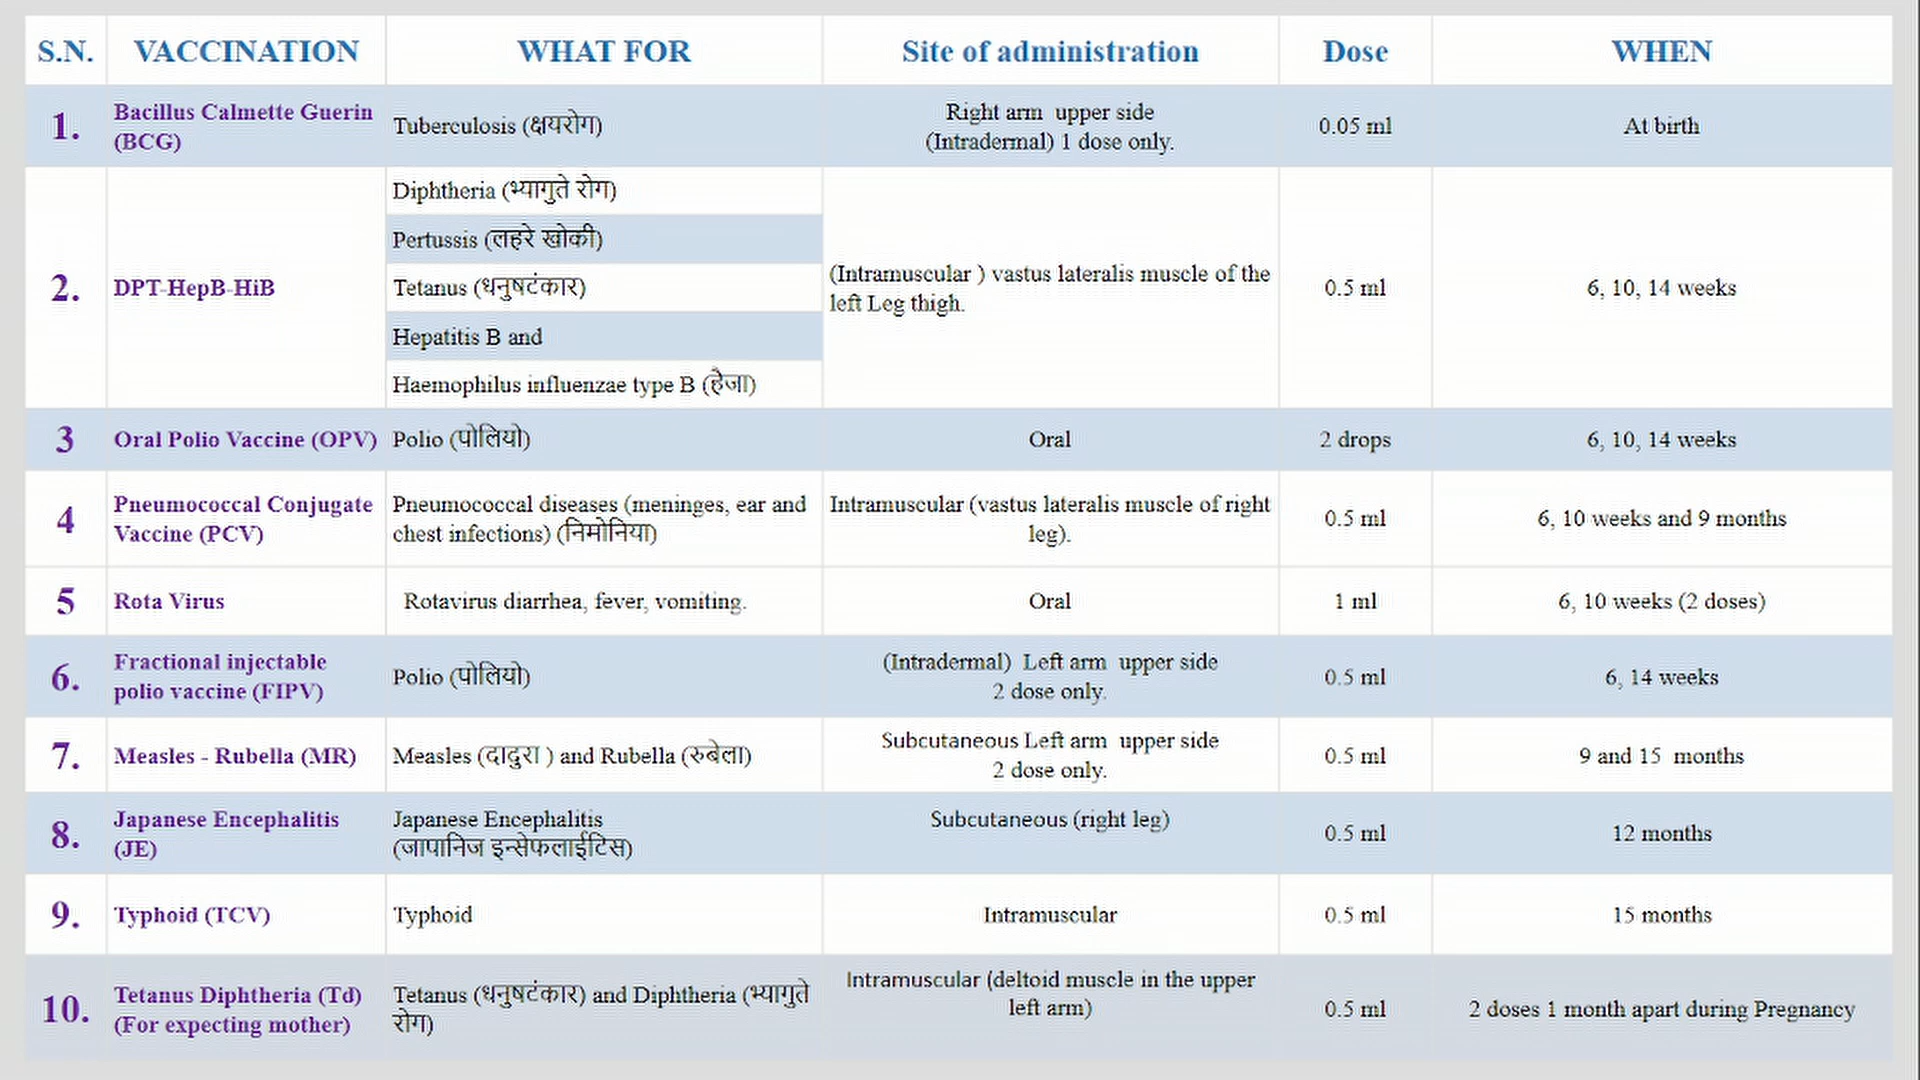 S.N. VACCINATION WHAT FOR Site of administration Dose WHEN
1. Bacillus Calmette Guerin (BCG) Tuberculosis (क्षयरोग) Right arm upper side (Intradermal) 1 dose only. 0.05 ml At birth
2. DPT-HepB-HiB
Diphtheria (भ्यागुते रोग)
Pertussis (लहरे खोकी)
Tetanus (धनुषटंकार)
Hepatitis B and
Haemophilus influenzae type B (हैजा)
(Intramuscular ) vastus lateralis muscle of the
left Leg thigh.
0.5 ml 6, 10, 14 weeks
3 Oral Polio Vaccine (OPV) Polio (पोलियो) Oral 2 drops 6, 10, 14 weeks
4 Pneumococcal Conjugate Vaccine (PCV) Pneumococcal diseases (meninges, ear and chest infections) (निमोनिया) Intramuscular (vastus lateralis muscle of right leg). 0.5 ml 6, 10 weeks and 9 months
5 Rota Virus Rotavirus diarrhea, fever, vomiting. Oral 1 ml 6, 10 weeks (2 doses)
6. Fractional injectable polio vaccine (FIPV) Polio (पोलियो) (Intradermal) Left arm upper side 2 dose only. 0.5 ml 6, 14 weeks
7. Measles - Rubella (MR) Measles (दादुरा ) and Rubella (रुबेला) Subcutaneous Left arm upper side 2 dose only. 0.5 ml 9 and 15 months
8. Japanese Encephalitis (JE) Japanese Encephalitis (जापानिज इन्सेफलाईटिस) Subcutaneous (right leg) 0.5 ml 12 months
9. Typhoid (TCV) Typhoid Intramuscular 0.5 ml 15 months
10. Tetanus Diphtheria (Td) (For expecting mother) Tetanus (धनुषटंकार) and Diphtheria (भ्यागुते रोग) Intramuscular (deltoid muscle in the upper left arm) 0.5 ml 2 doses 1 month apart during Pregnancy